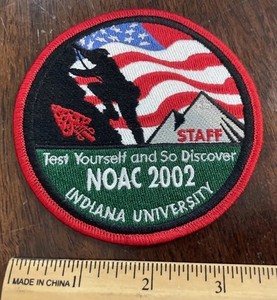 STAFF
Test Yourself and So Discover
NOAC 2002
INDIANA UNIVERSITY
MADE IN CHINA
1 2 3